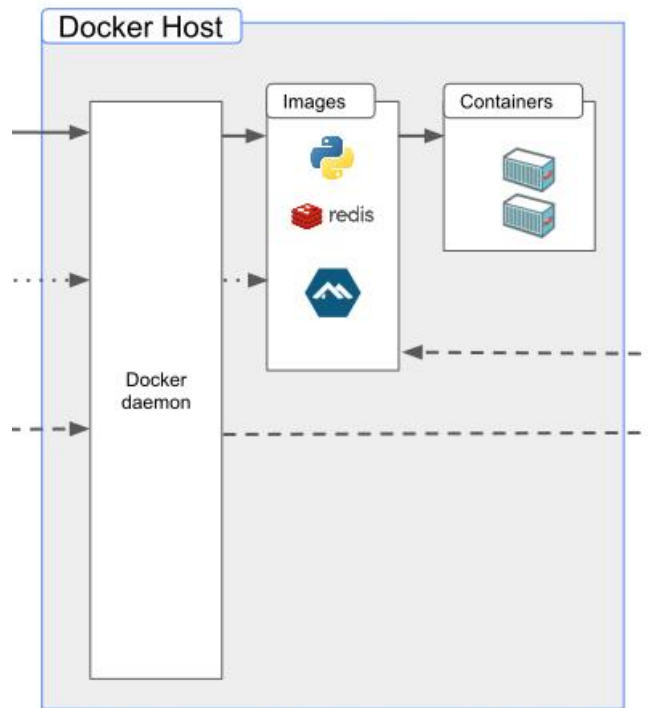 Docker Host
Images
Containers
redis
Docker
daemon